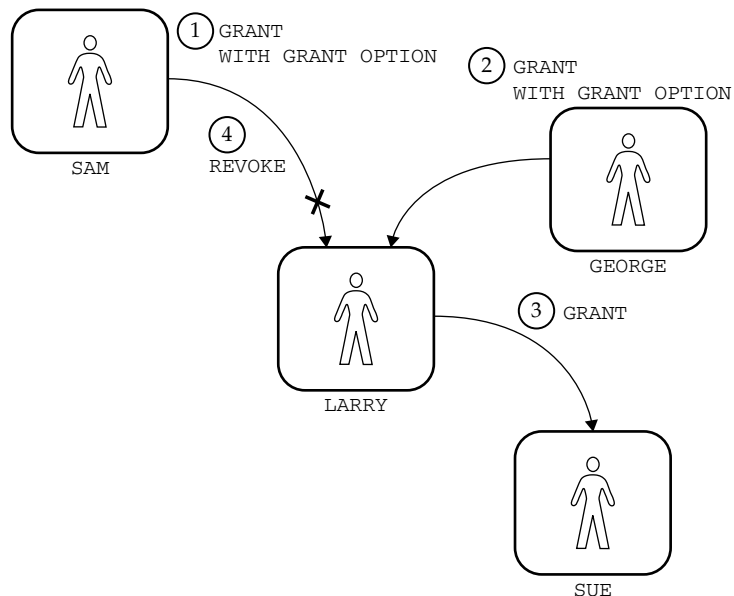 1 GRANT
WITH GRANT OPTION
2 GRANT
WITH GRANT OPTION
4
REVOKE
SAM
GEORGE
3 GRANT
LARRY
SUE